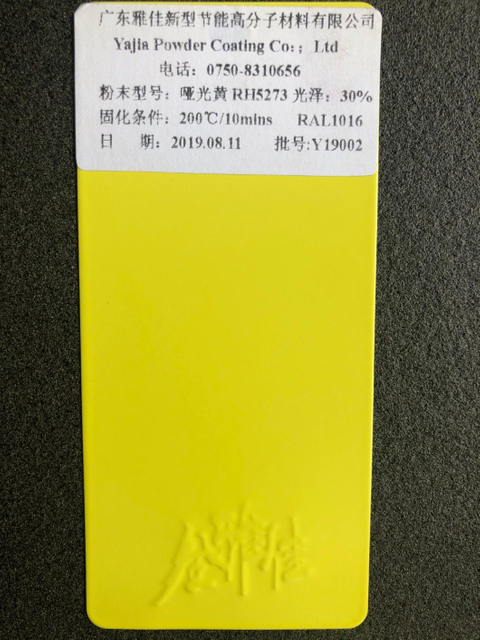 广东雅佳新型节能高分子材料有限公司
Yajia Powder Coating Co:；Ltd
电话：0750-8310656
粉末型号：哑光黄 RH5273 光泽：30%
固化条件：200℃/10mins RAL1016
日 期：2019.08.11 批号:Y19002